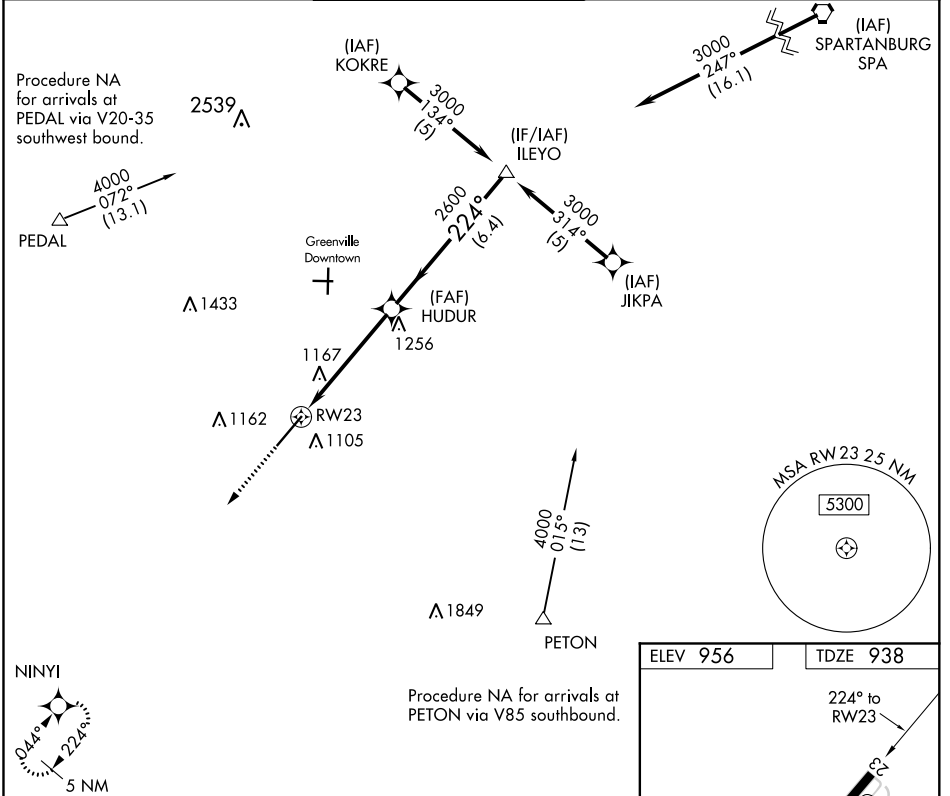 (IAF)
SPARTANBURG
SPA
3000
247°
(16.1)
(IAF)
KOKRE
3000
134°
(5)
Procedure NA
for arrivals at
PEDAL via V20-35
southwest bound.
2539
(IF/IAF)
ILEYO
4000
072°
(13.1)
PEDAL
2600
224°
(6.4)
3000
314°
(5)
(IAF)
JIKPA
Greenville
Downtown
1433
(FAF)
HUDUR
1256
1167
1162
RW23
1105
MSA RW23 25 NM
5300
4000
015°
(13)
1849
PETON
Procedure NA for arrivals at
PETON via V85 southbound.
NINYI
044°
224°
5 NM
ELEV 956
TDZE 938
224° to
RW23
23